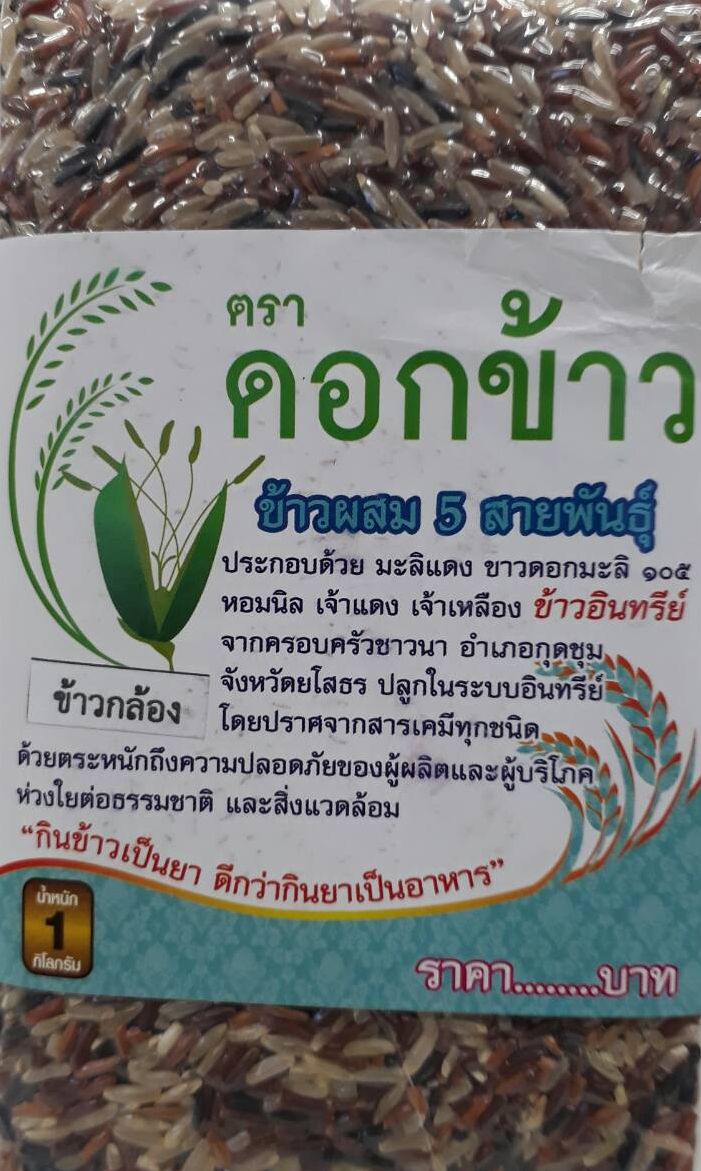 ตรา
ดอกข้าว
ข้าวผสม 5 สายพันธุ์
ประกอบด้วย มะลิแดง ขาวดอกมะลิ ๑๐๕
หอมนิล เจ้าแดง เจ้าเหลือง ข้าวอินทรีย์
จากครอบครัวชาวนา อำเภอกุดชุม
จังหวัดยโสธร ปลูกในระบบอินทรีย์
ข้าวกล้อง
โดยปราศจากสารเคมีทุกชนิด
ด้วยตระหนักถึงความปลอดภัยของผู้ผลิตและผู้บริโภค
ห่วงใยต่อธรรมชาติ และสิ่งแวดล้อม
“กินข้าวเป็นยา ดีกว่ากินยาเป็นอาหาร”
น้ำหนัก
1
กิโลกรัม
ราคา.........บาท